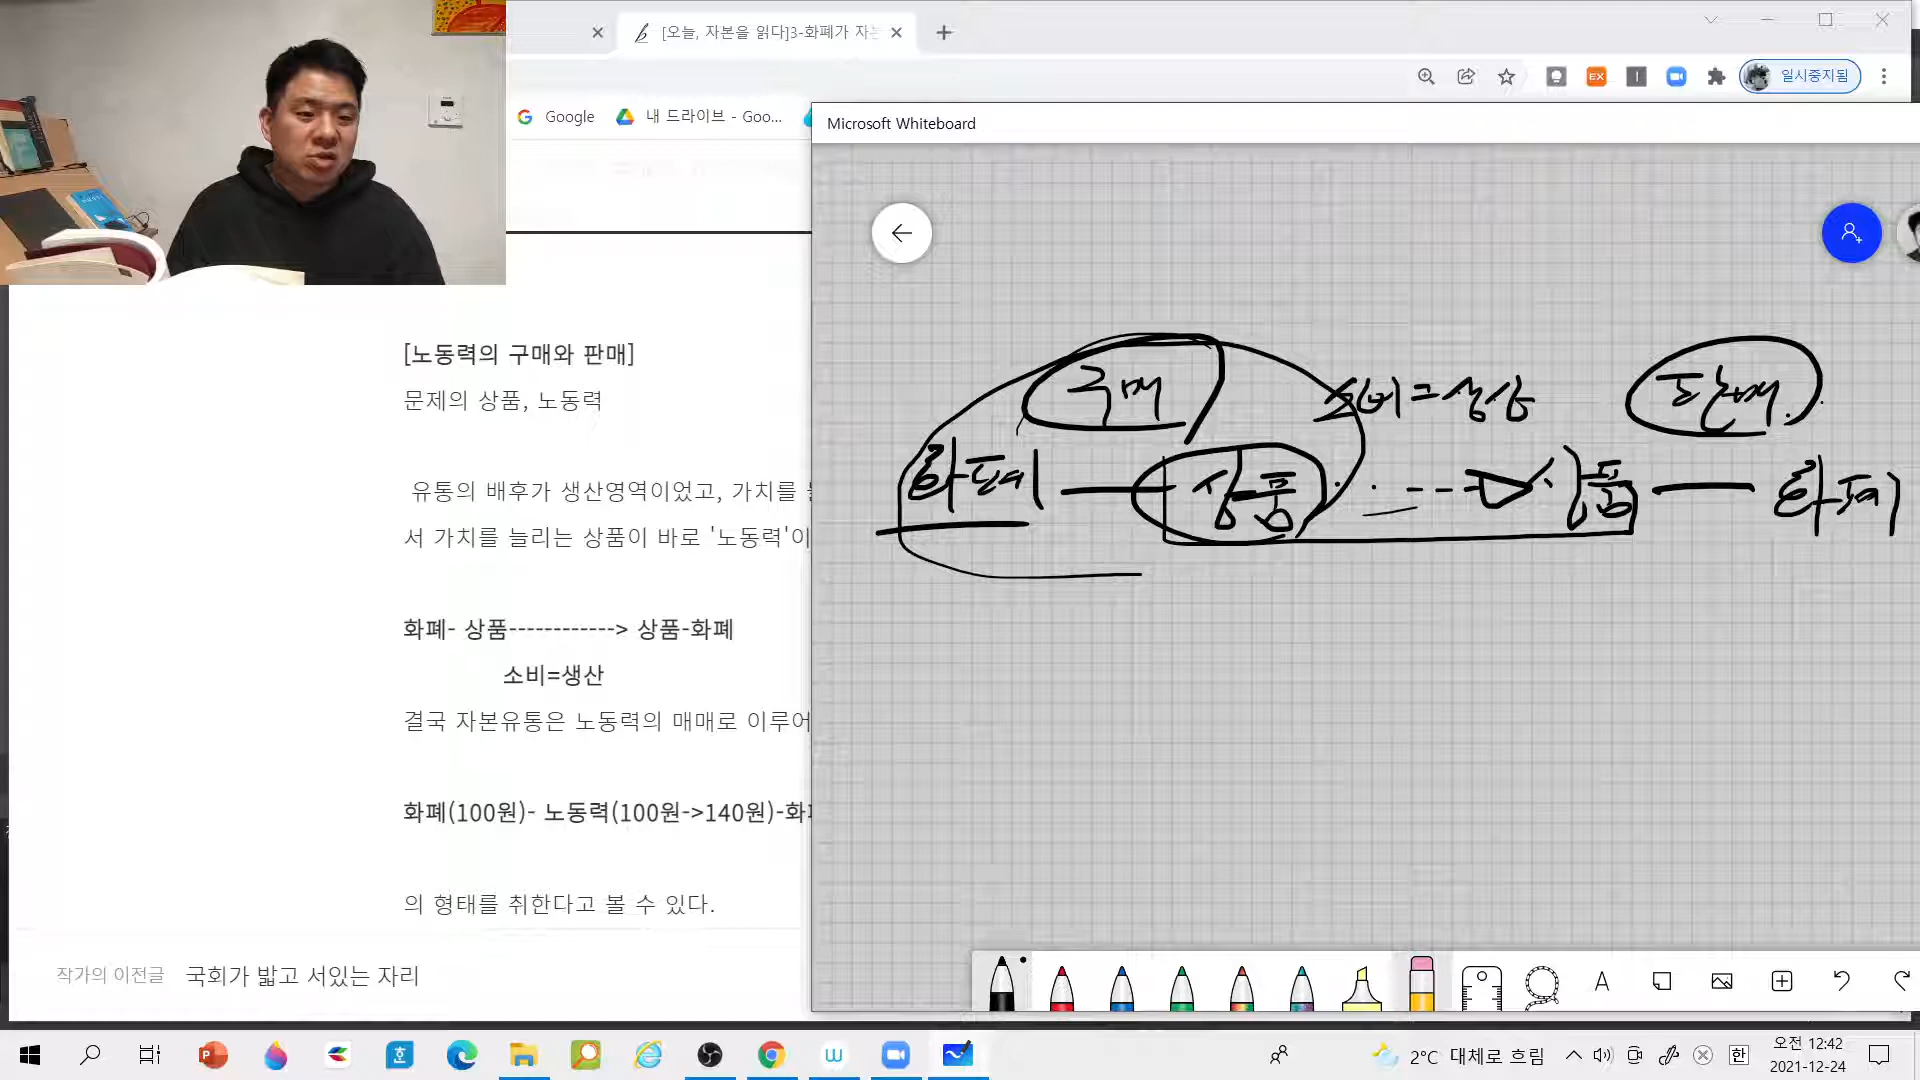 [오늘, 자본을 읽다]3-화폐가 자본
일시중지됨
Google
내 드라이브 - Goo...
Microsoft Whiteboard
[노동력의 구매와 판매]
문제의 상품, 노동력
유통의 배후가 생산영역이었고, 가치를
서 가치를 늘리는 상품이 바로 '노동력'이
화폐- 상품------------> 상품-화폐
소비=생산
결국 자본유통은 노동력의 매매로 이루어
화폐(100원)- 노동력(100원->140원)-화폐
의 형태를 취한다고 볼 수 있다.
작가의 이전글 국회가 밟고 서있는 자리
구매 소비=생산 판매
화폐 — 상품 ----> 상품 — 화폐
EX
A
2°C 대체로 흐림
한
오전 12:42
2021-12-24